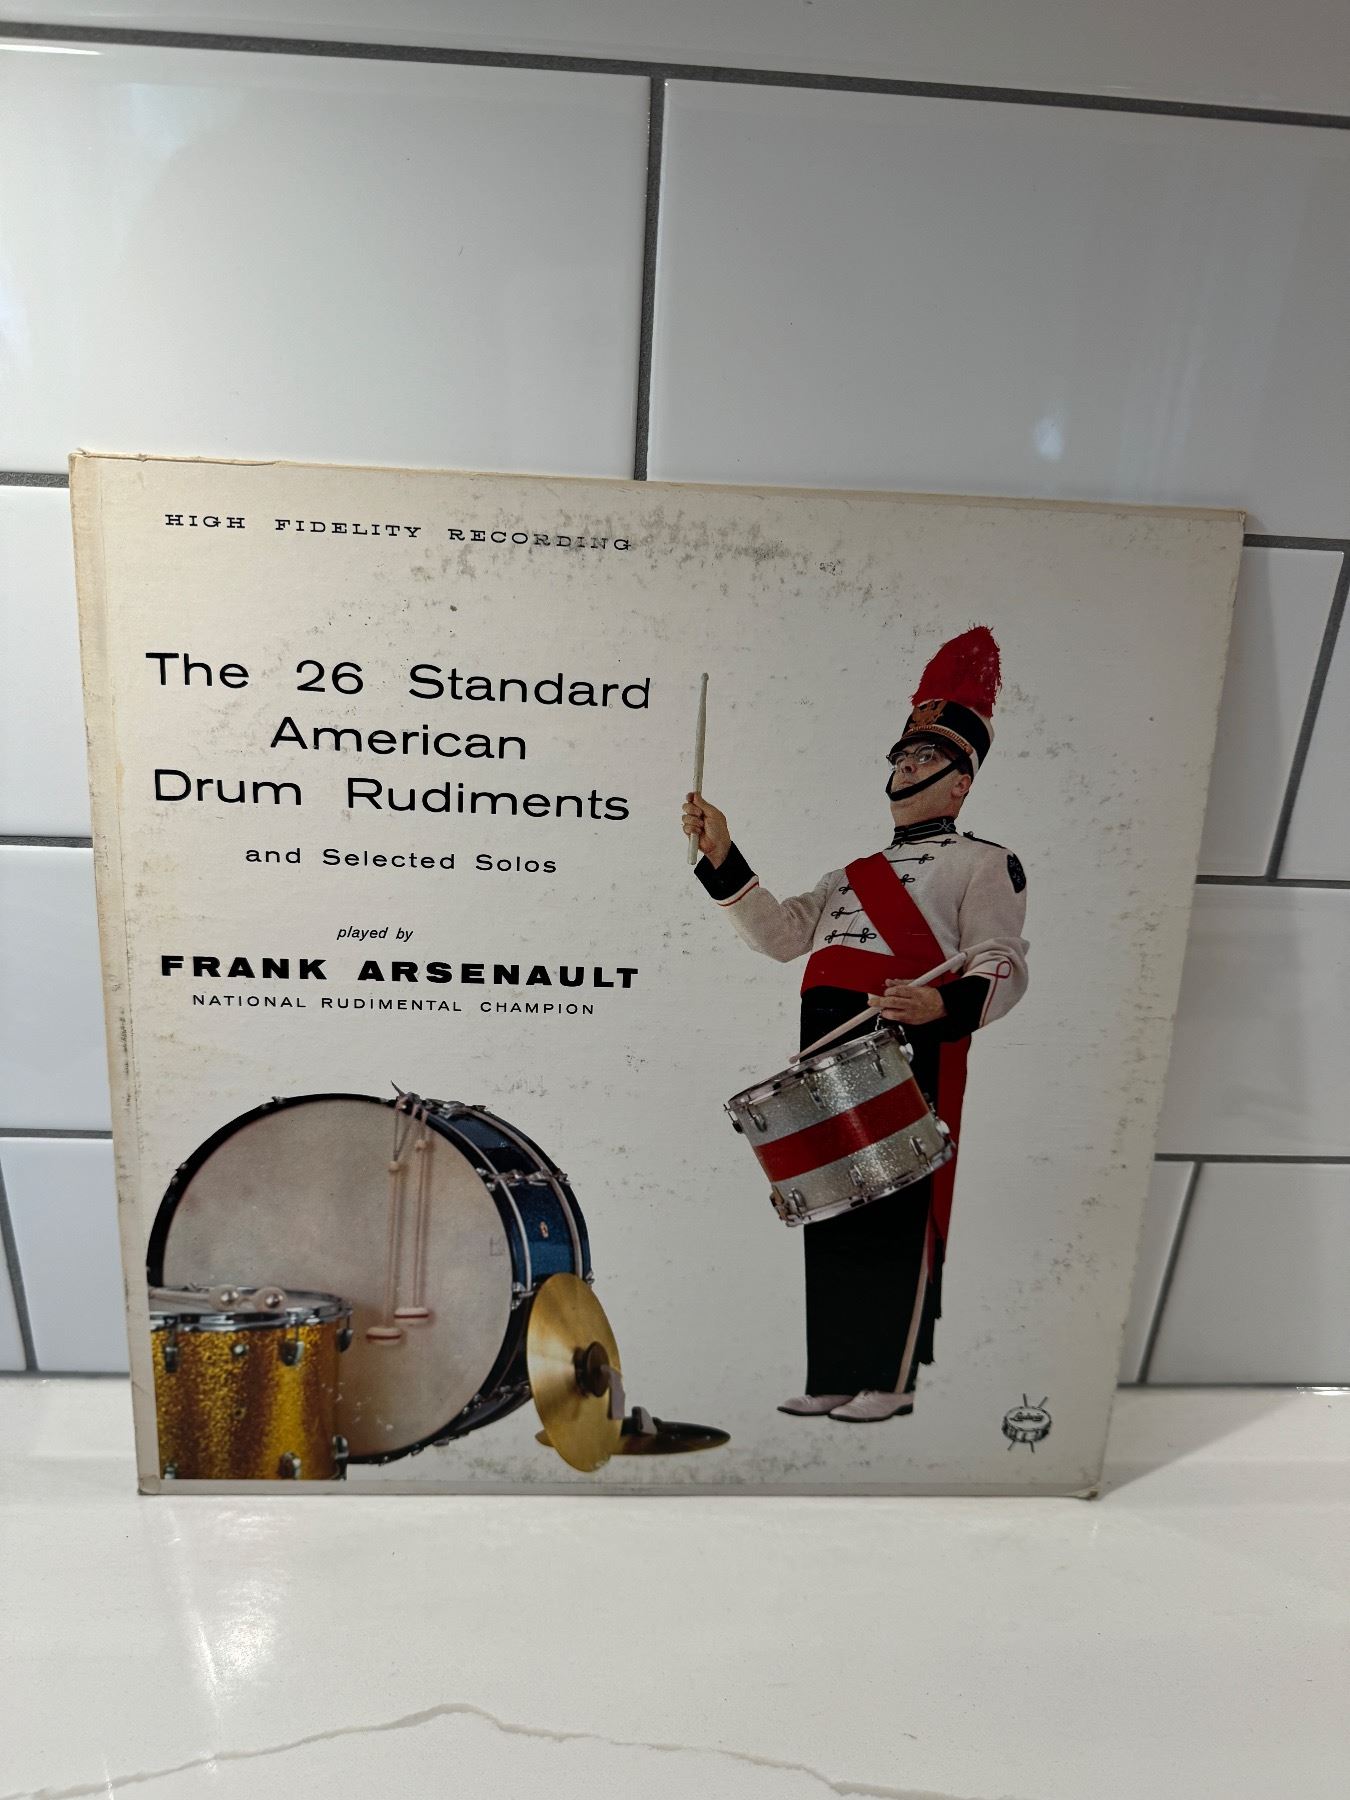 HIGH FIDELITY RECORDING
The 26 Standard
American
Drum Rudiments
and Selected Solos
played by
FRANK ARSENAULT
NATIONAL RUDIMENTAL CHAMPION
Ludwig